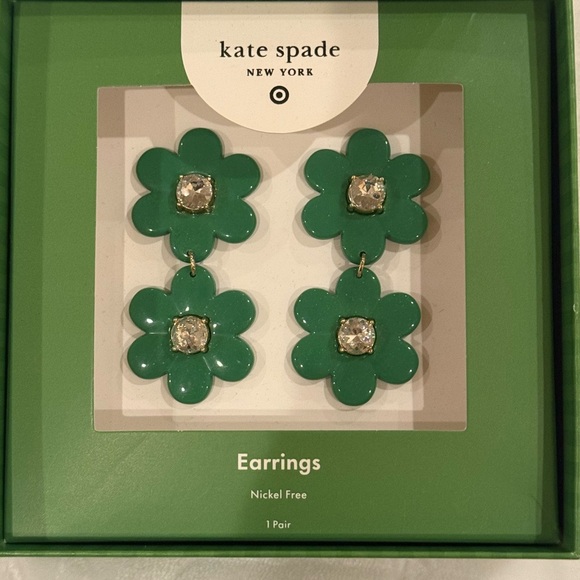 kate spade
NEW YORK
Earrings
Nickel Free
1 Pair